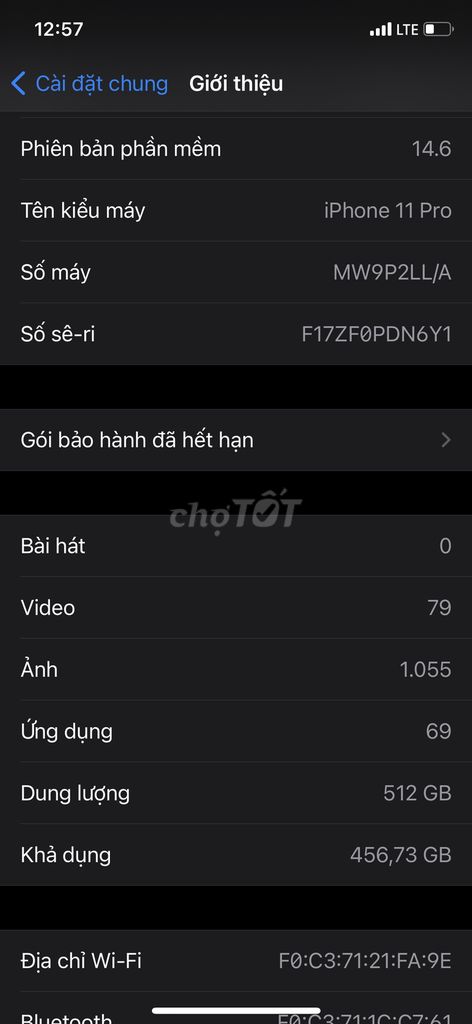 12:57 LTE
Cài đặt chung Giới thiệu
Phiên bản phần mềm 14.6
Tên kiểu máy iPhone 11 Pro
Số máy MW9P2LL/A
Số sê-ri F17ZF0PDN6Y1
Gói bảo hành đã hết hạn
chợTỐT
Bài hát 0
Video 79
Ảnh 1.055
Ứng dụng 69
Dung lượng 512 GB
Khả dụng 456,73 GB
Địa chỉ Wi-Fi F0:C3:71:21:FA:9E
Bluetooth F0:C3:71:1C:C7:61